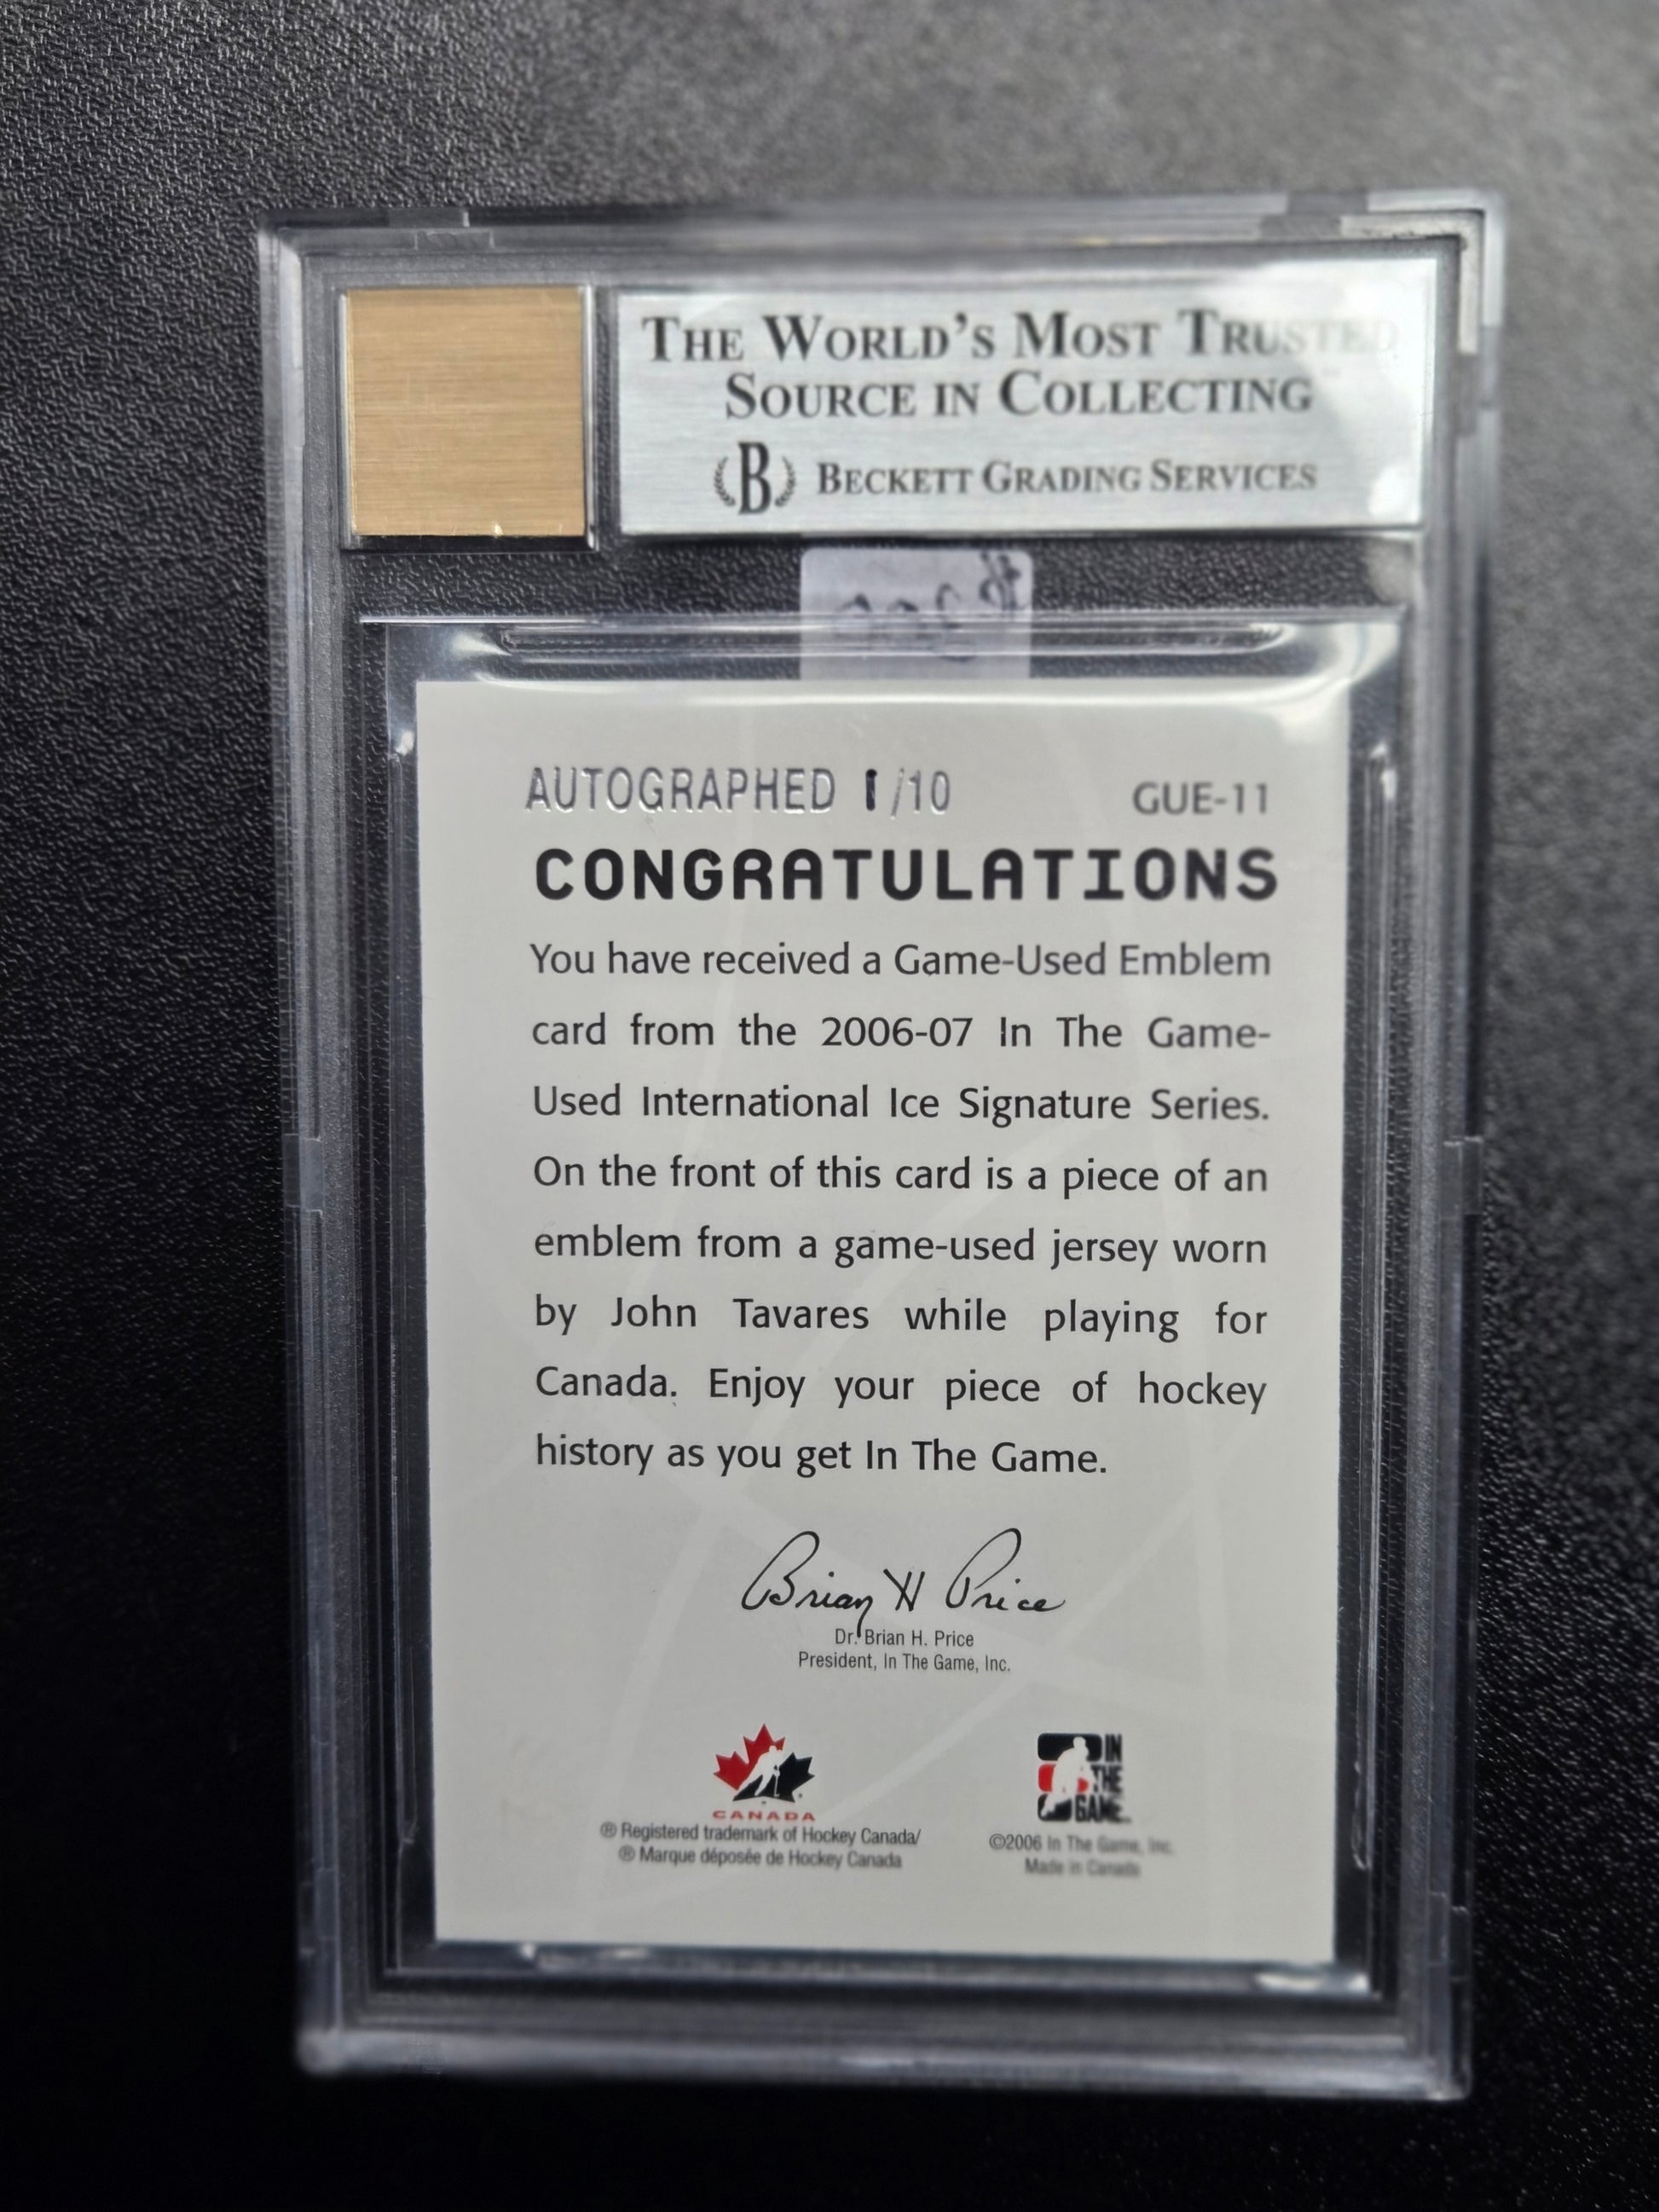 THE WORLD'S MOST TRUSTED
SOURCE IN COLLECTING
B BECKETT GRADING SERVICES
AUTOGRAPHED 1/10 GUE-11
CONGRATULATIONS
You have received a Game-Used Emblem
card from the 2006-07 In The Game-
Used International Ice Signature Series.
On the front of this card is a piece of an
emblem from a game-used jersey worn
by John Tavares while playing for
Canada. Enjoy your piece of hockey
history as you get In The Game.
Brian H Price
Dr. Brian H. Price
President, In The Game, Inc.
CANADA
® Registered trademark of Hockey Canada/
® Marque déposée de Hockey Canada
IN
THE
GAME
©2006 In The Game, Inc.
Made in Canada